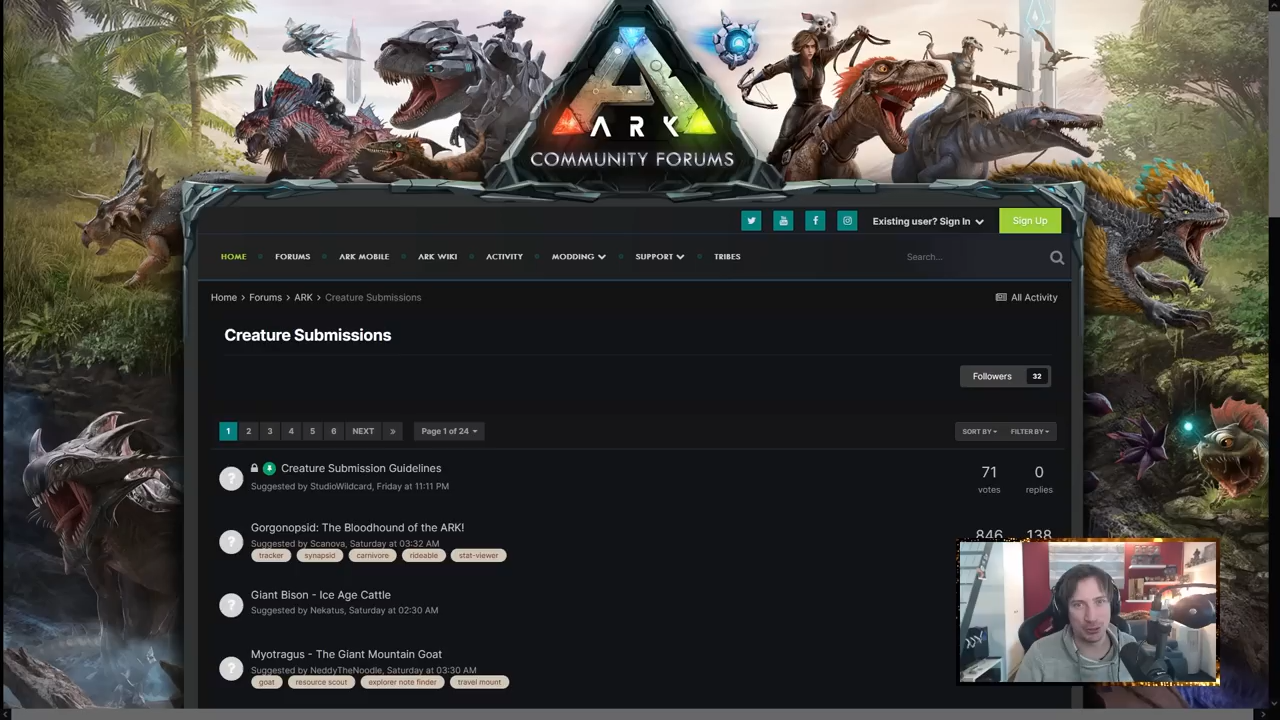 ARK
COMMUNITY FORUMS
Existing user? Sign In
Sign Up
HOME
FORUMS
ARK MOBILE
ARK WIKI
ACTIVITY
MODDING
SUPPORT
TRIBES
Search...
Home > Forums > ARK > Creature Submissions
All Activity
Creature Submissions
Followers 32
1 2 3 4 5 6 NEXT » Page 1 of 24
SORT BY FILTER BY
? Creature Submission Guidelines
Suggested by StudioWildcard, Friday at 11:11 PM
71 votes
0 replies
? Gorgonopsid: The Bloodhound of the ARK!
Suggested by Scanova, Saturday at 03:32 AM
tracker synapsid carnivore rideable stat-viewer
846 138
? Giant Bison - Ice Age Cattle
Suggested by Nekatus, Saturday at 02:30 AM
? Myotragus - The Giant Mountain Goat
Suggested by NeddyTheNoodle, Saturday at 03:30 AM
goat resource scout explorer note finder travel mount